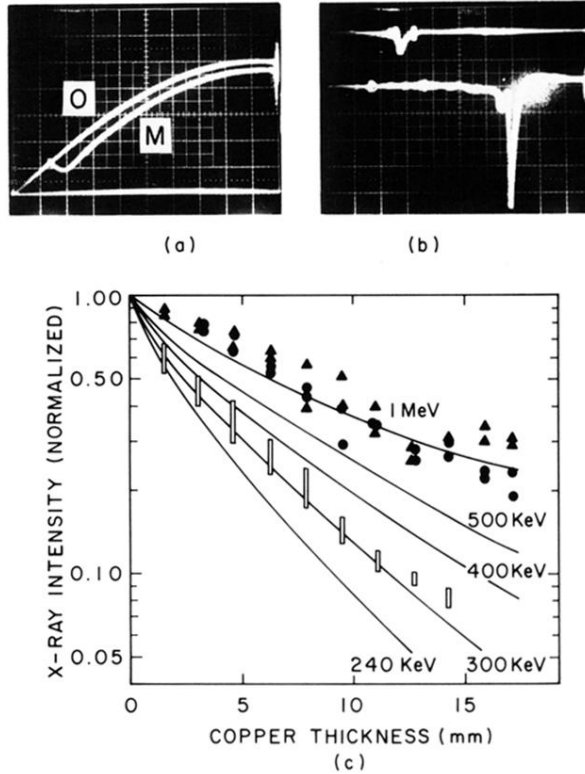 O
M
(a)
(b)
1.00
0.50
0.10
0.05
X-RAY INTENSITY (NORMALIZED)
1 MeV
500 KeV
400 KeV
300 KeV
240 KeV
0
5
10
15
COPPER THICKNESS (mm)
(c)